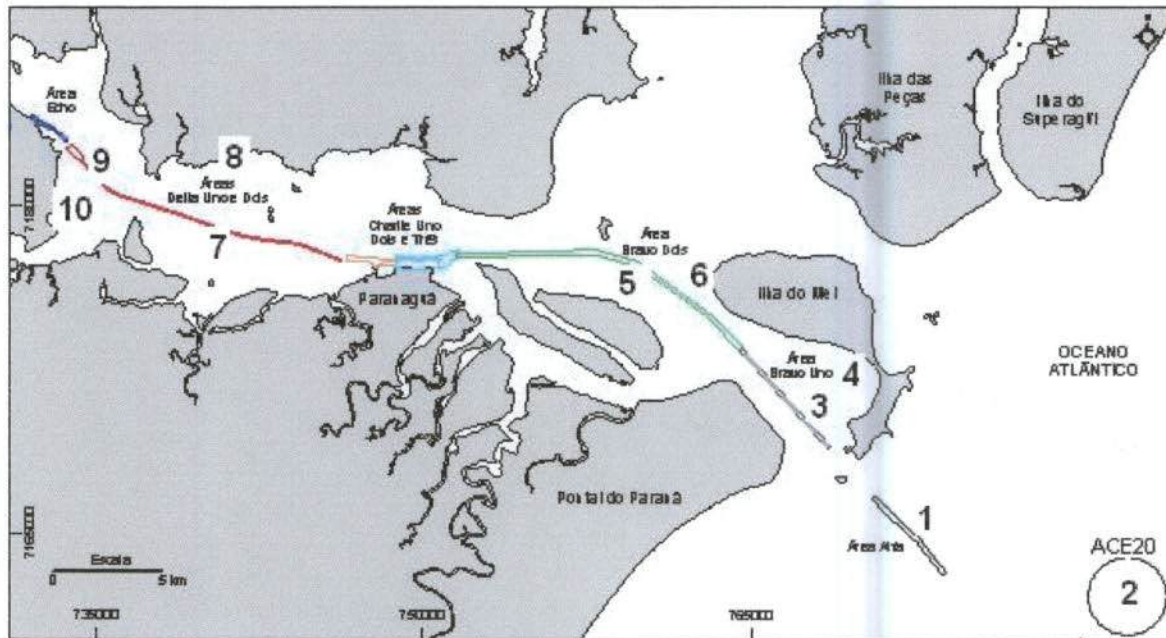 Área
Echo
9
8
Áreas
Delta Uno e Dois
10
7
Áreas
Charlie Uno
Dois e Três
Paranaguá
Área
Bravo Dois
5
6
Ilha das
Peças
Ilha do
Superagüi
Ilha do Mel
Área
Bravo Uno
4
3
OCEANO
ATLÂNTICO
Pontal do Paraná
1
Área Alfa
ACE20
2
Escala
0 5 km
7180000
7165000
735000
750000
765000